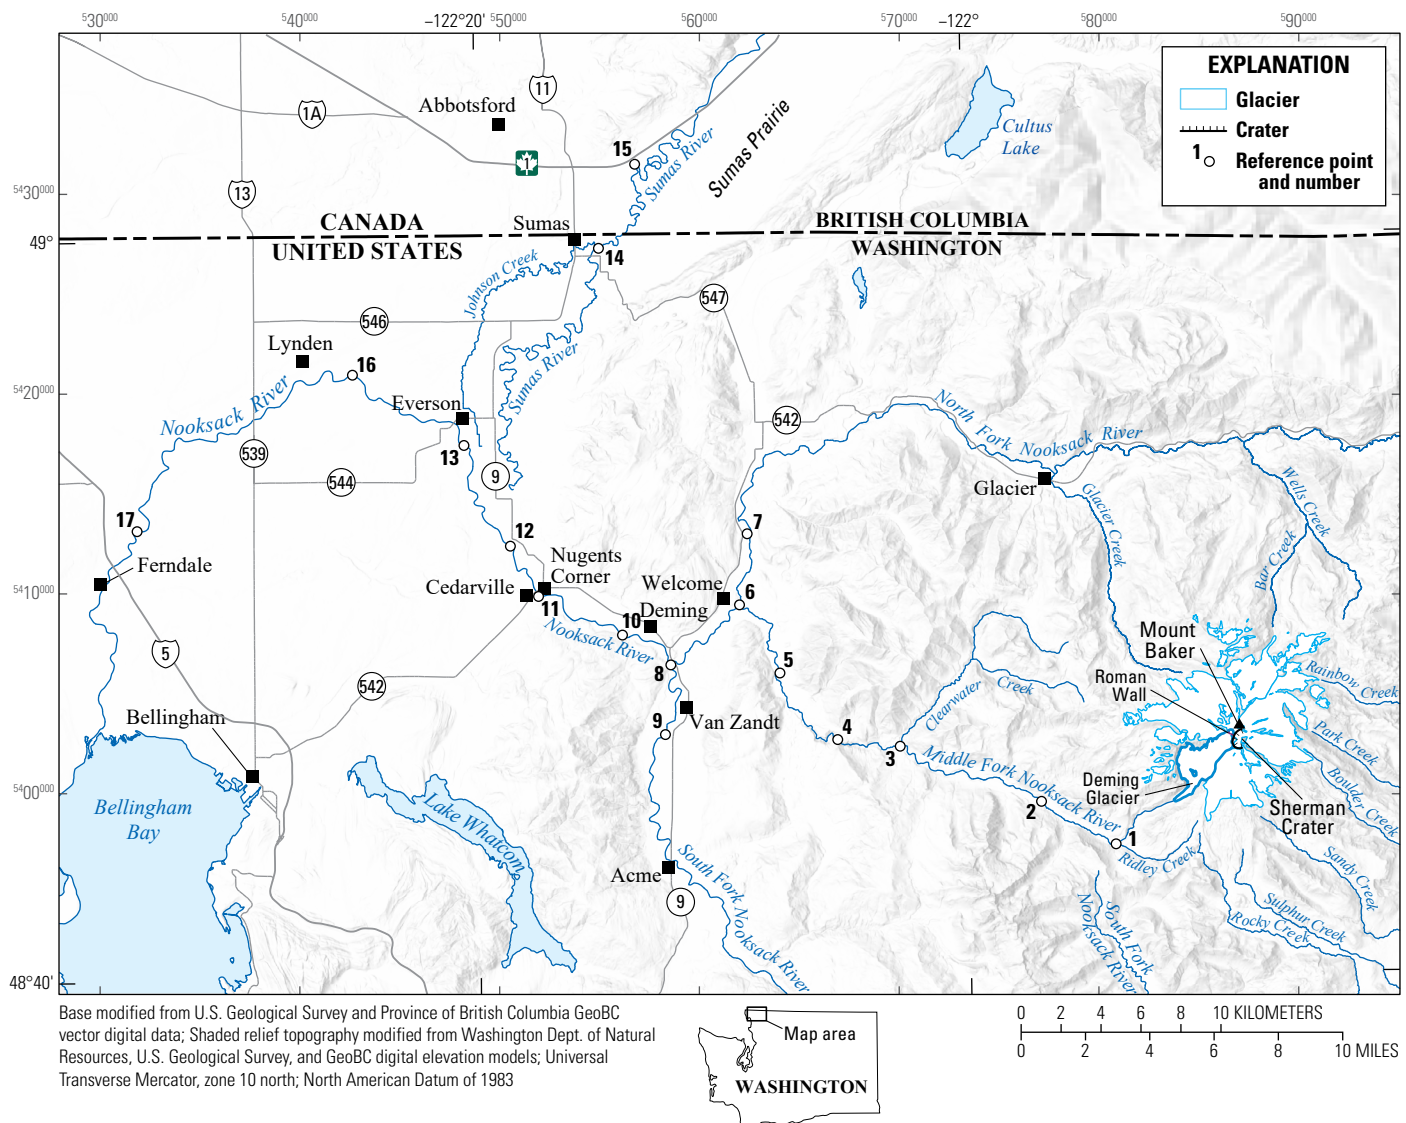 530000
540000
–122°20'
550000
560000
570000
–122°
580000
590000
EXPLANATION
Glacier
Crater
1
Reference point
and number
11
Abbotsford
1A
1
15
Sumas River
Sumas Prairie
Cultus
Lake
5430000
13
CANADA
Sumas
BRITISH COLUMBIA
49°
UNITED STATES
14
WASHINGTON
Johnson Creek
547
546
Lynden
16
Sumas River
5420000
Nooksack River
Everson
542
North Fork Nooksack River
539
13
544
9
Glacier
Glacier Creek
Wells Creek
17
12
7
Ferndale
Nugents
Corner
Bar Creek
5410000
Cedarville
11
Welcome
6
10
Deming
Nooksack River
Mount
Baker
5
8
5
Roman
Wall
Rainbow Creek
542
Clearwater
Creek
Bellingham
9
Van Zandt
4
3
Park Creek
Middle Fork Nooksack River
Deming
Glacier
Boulder Creek
5400000
Bellingham
Bay
Lake Whatcom
2
1
Sherman
Crater
Ridley Creek
Sandy Creek
Acme
South Fork Nooksack River
9
South Fork
Nooksack River
Sulphur Creek
Rocky Creek
48°40'
Base modified from U.S. Geological Survey and Province of British Columbia GeoBC
vector digital data; Shaded relief topography modified from Washington Dept. of Natural
Resources, U.S. Geological Survey, and GeoBC digital elevation models; Universal
Transverse Mercator, zone 10 north; North American Datum of 1983
Map area
WASHINGTON
0 2 4 6 8 10 KILOMETERS
0 2 4 6 8 10 MILES